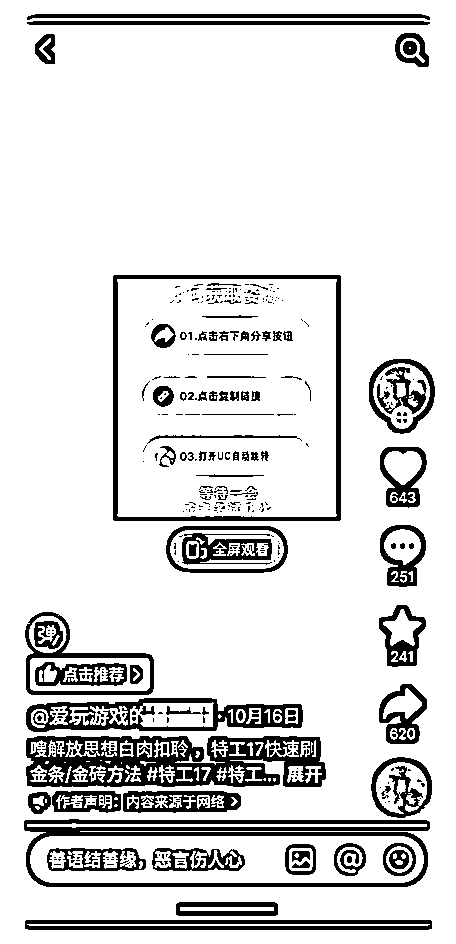 01.点击右下角分享按钮
02.点击复制链接
03.打开UC自动跳转
等待一会
全屏观看
643
251
241
620
弹
点击推荐
@爱玩游戏的
·10月16日
嗖解放思想白肉扣聆，特工17快速刷
金条/金砖方法 #特工17 #特工... 展开
作者声明：内容来源于网络
善语结善缘，恶言伤人心